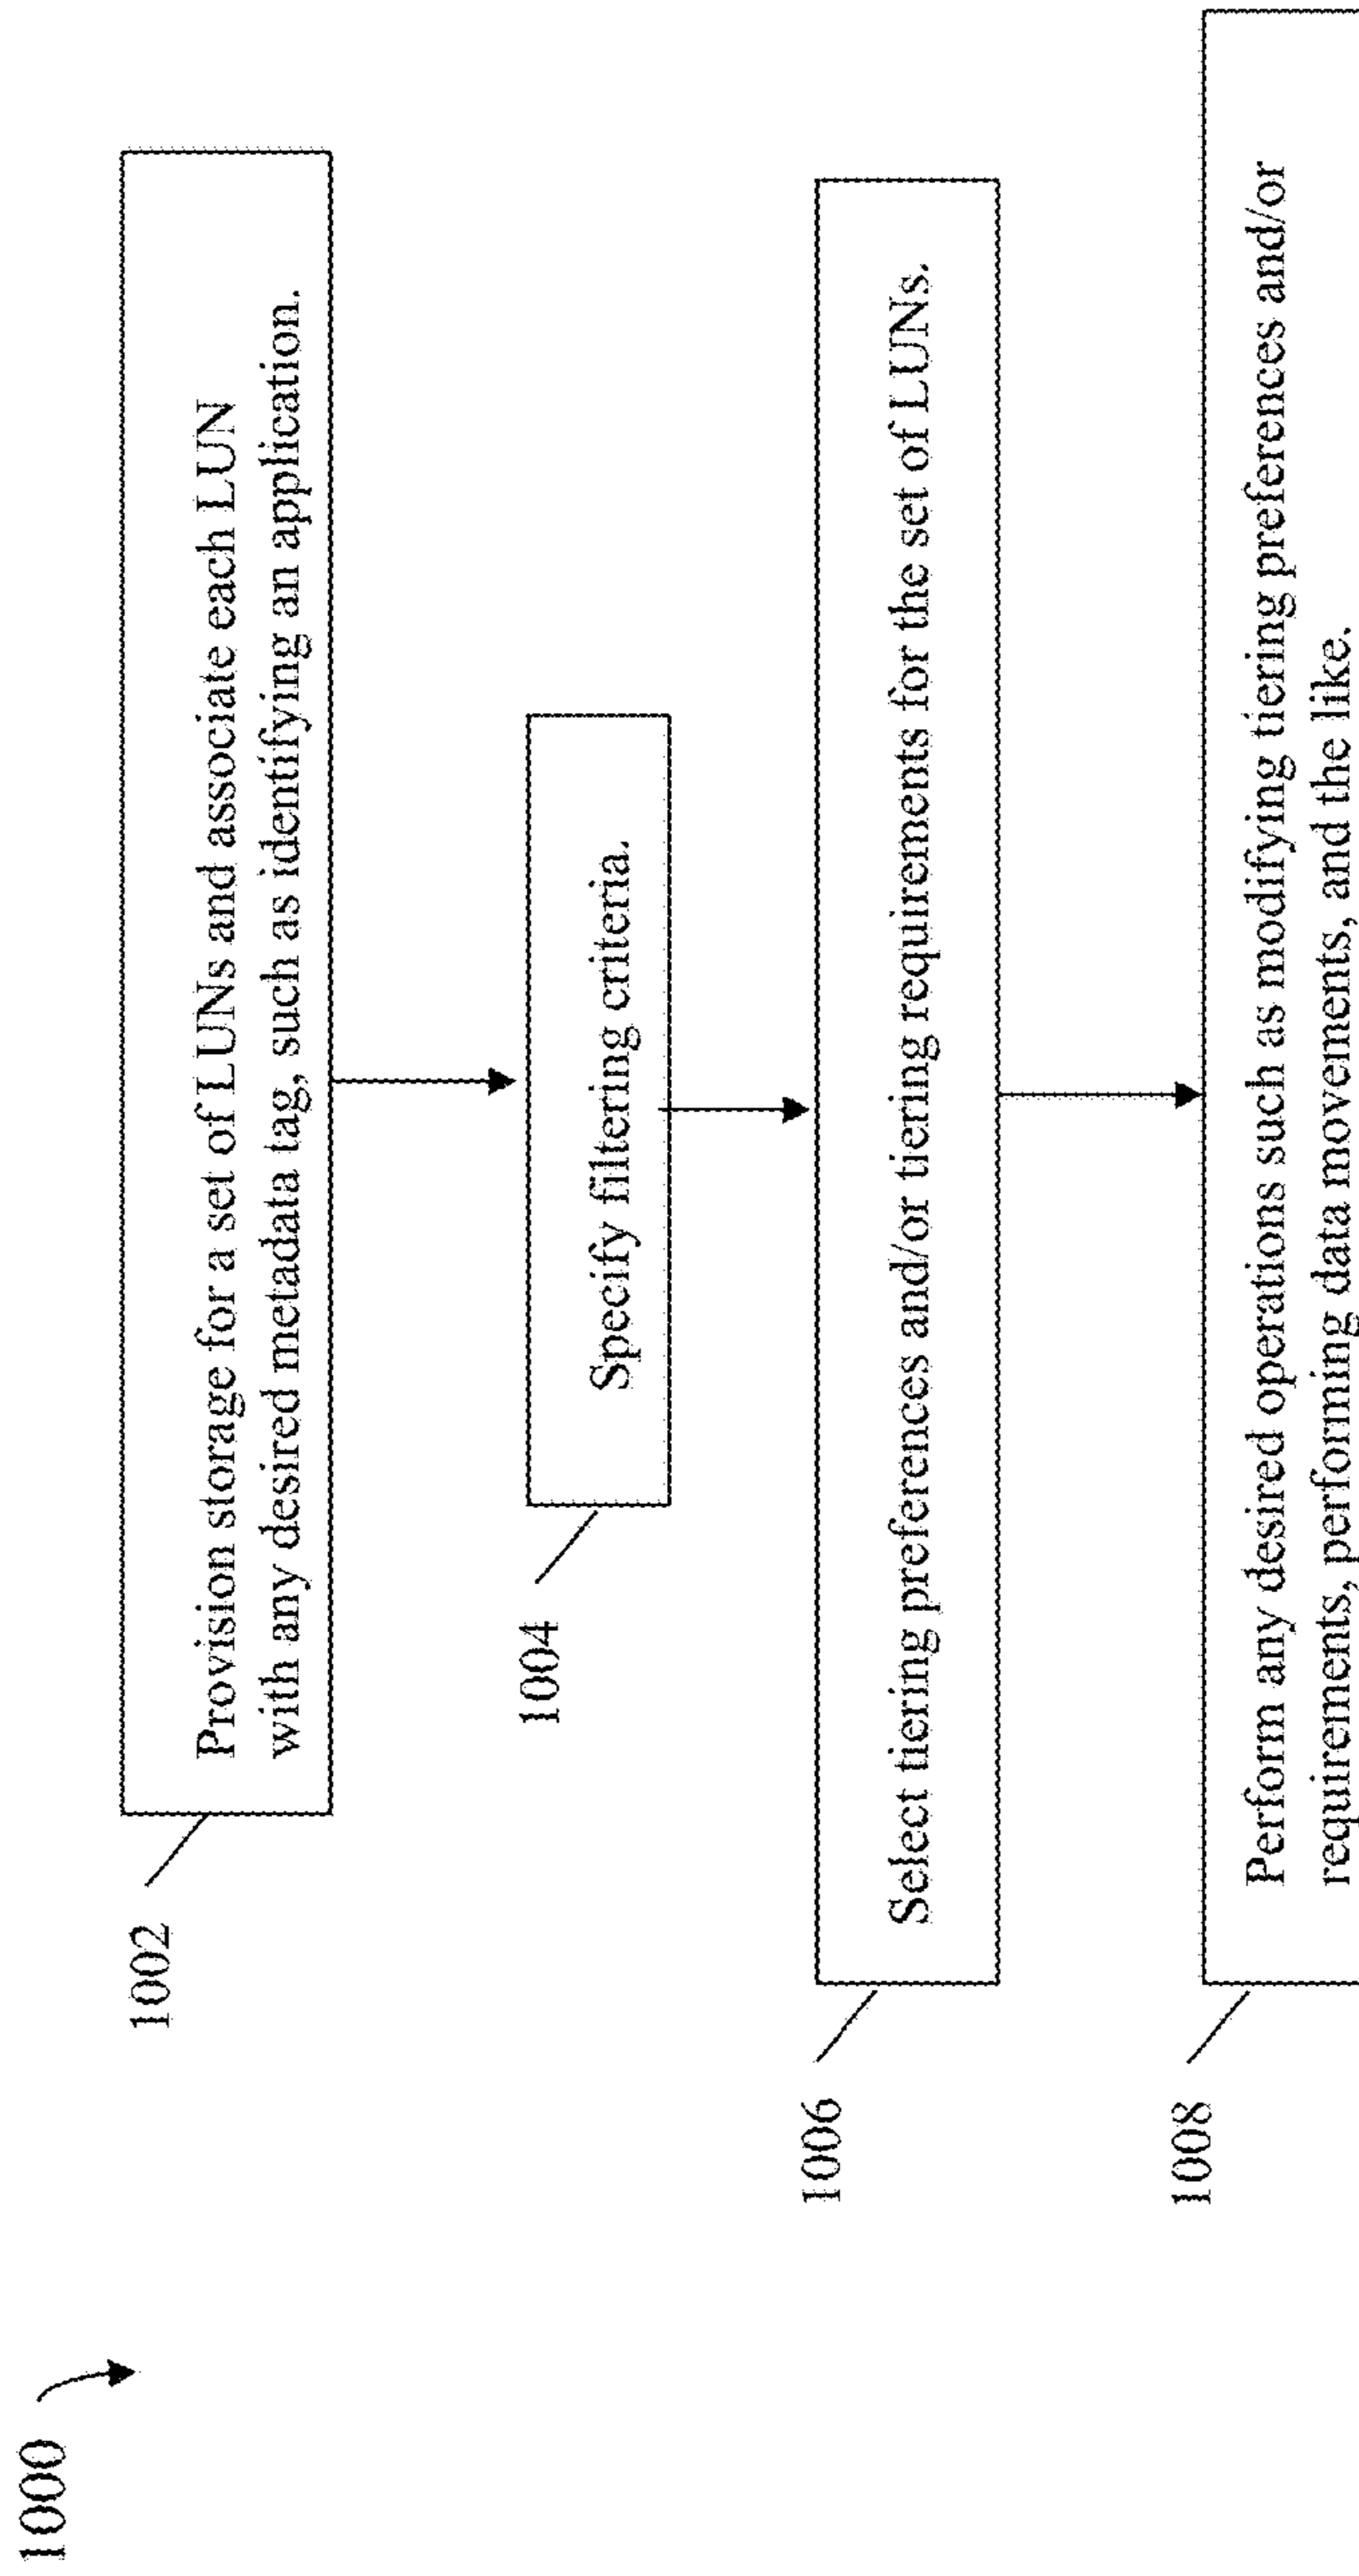 1000
1002
Provision storage for a set of LUNs and associate each LUN
with any desired metadata tag, such as identifying an application.
1004
Specify filtering criteria.
1006
Select tiering preferences and/or tiering requirements for the set of LUNs.
1008
Perform any desired operations such as modifying tiering preferences and/or
requirements, performing data movements, and the like.